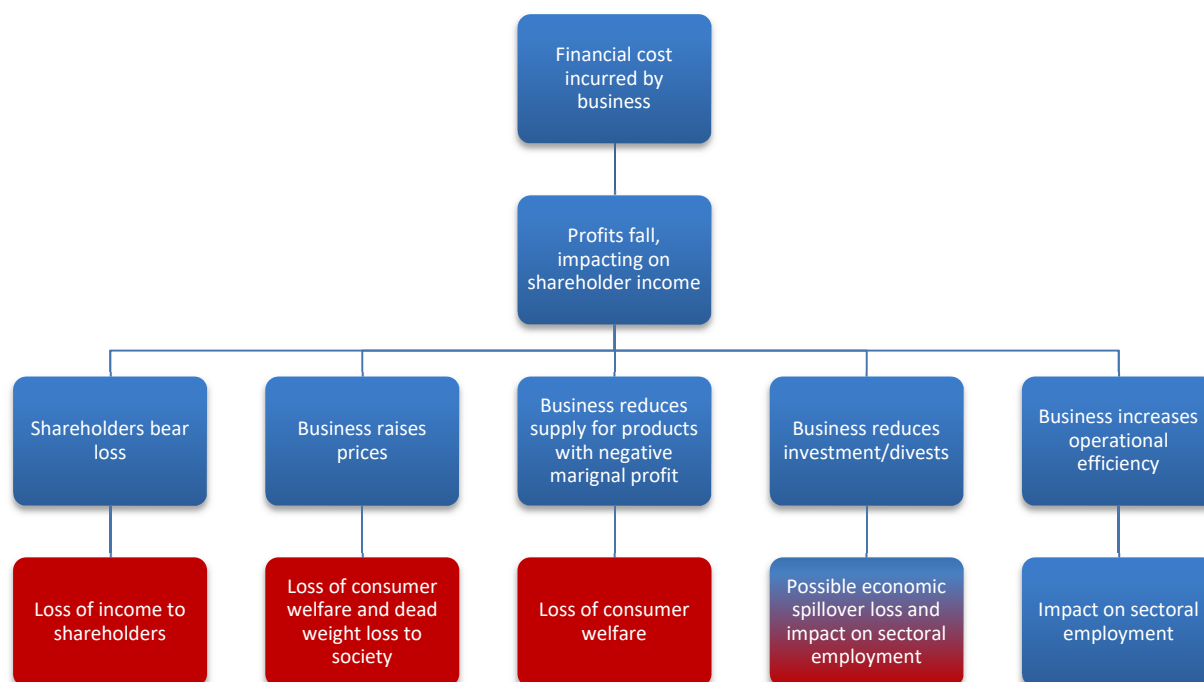 Financial cost
incurred by
business
Profits fall,
impacting on
shareholder income
Shareholders bear
loss
Business raises
prices
Business reduces
supply for products
with negative
marignal profit
Business reduces
investment/divests
Business increases
operational
efficiency
Loss of income to
shareholders
Loss of consumer
welfare and dead
weight loss to
society
Loss of consumer
welfare
Possible economic
spillover loss and
impact on sectoral
employment
Impact on sectoral
employment